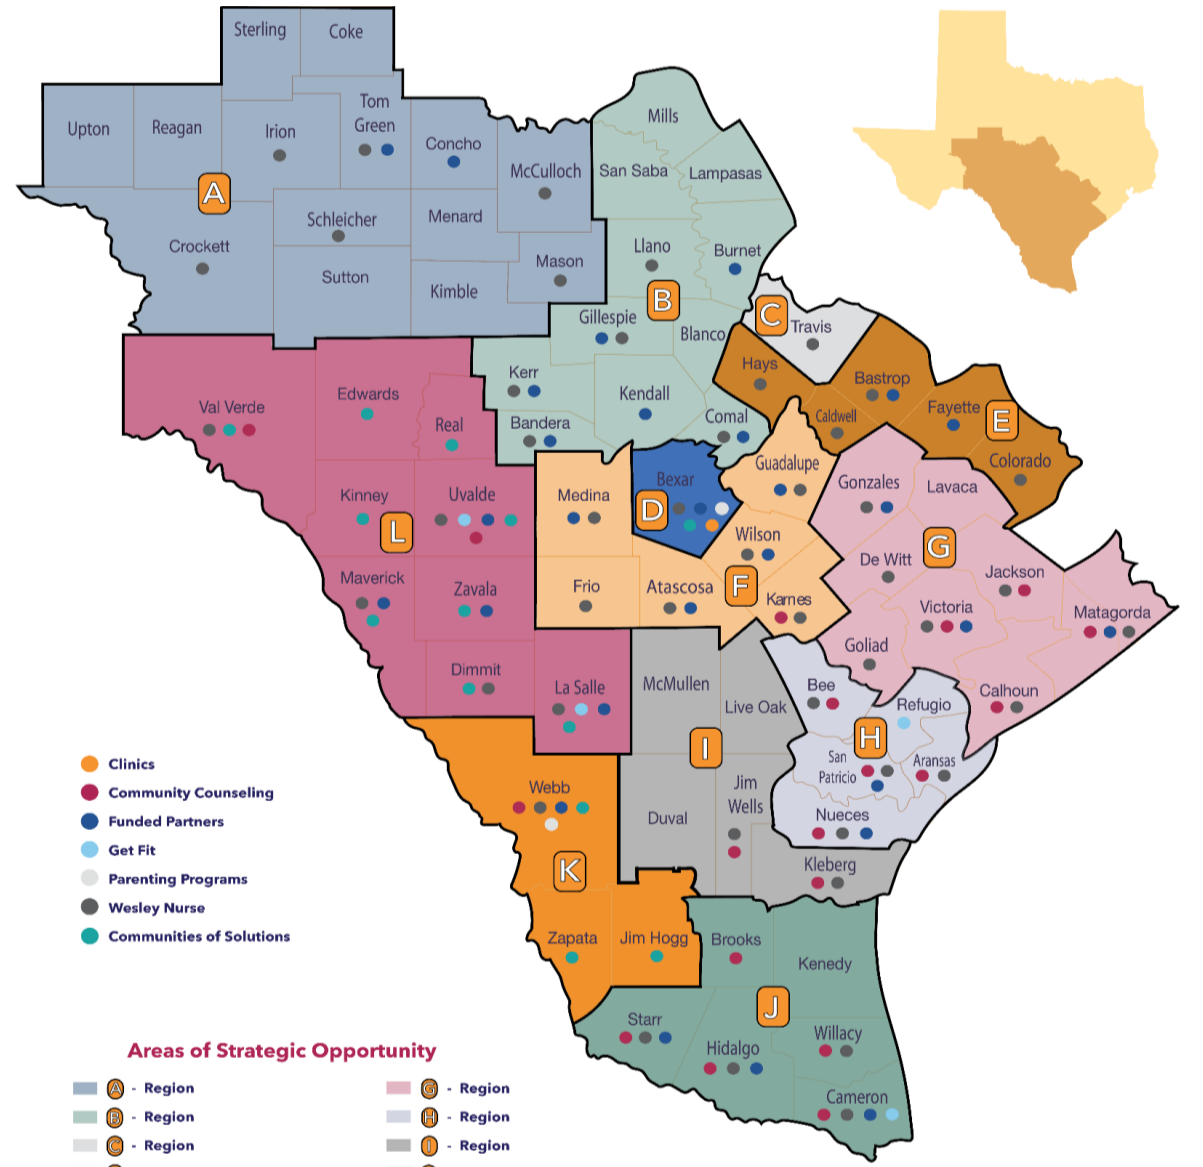 Sterling
Coke
Upton
Reagan
Irion
Tom
Green
Concho
McCulloch
A
Schleicher
Menard
Crockett
Sutton
Kimble
Mason
Mills
San Saba
Lampasas
Llano
Burnet
B
Gillespie
Blanco
Kerr
Kendall
Bandera
Comal
C
Travis
Hays
Bastrop
Caldwell
Fayette
E
Colorado
Val Verde
Edwards
Real
Kinney
Uvalde
L
Maverick
Zavala
Dimmit
La Salle
Medina
Bexar
D
Guadalupe
Wilson
Frio
Atascosa
F
Karnes
Gonzales
Lavaca
De Witt
G
Jackson
Victoria
Matagorda
Goliad
Calhoun
McMullen
Live Oak
I
Duval
Jim
Wells
Kleberg
Bee
Refugio
H
San
Patricio
Aransas
Nueces
Webb
K
Zapata
Jim Hogg
Brooks
Kenedy
J
Starr
Hidalgo
Willacy
Cameron
Clinics
Community Counseling
Funded Partners
Get Fit
Parenting Programs
Wesley Nurse
Communities of Solutions
Areas of Strategic Opportunity
A - Region
B - Region
C - Region
G - Region
H - Region
I - Region